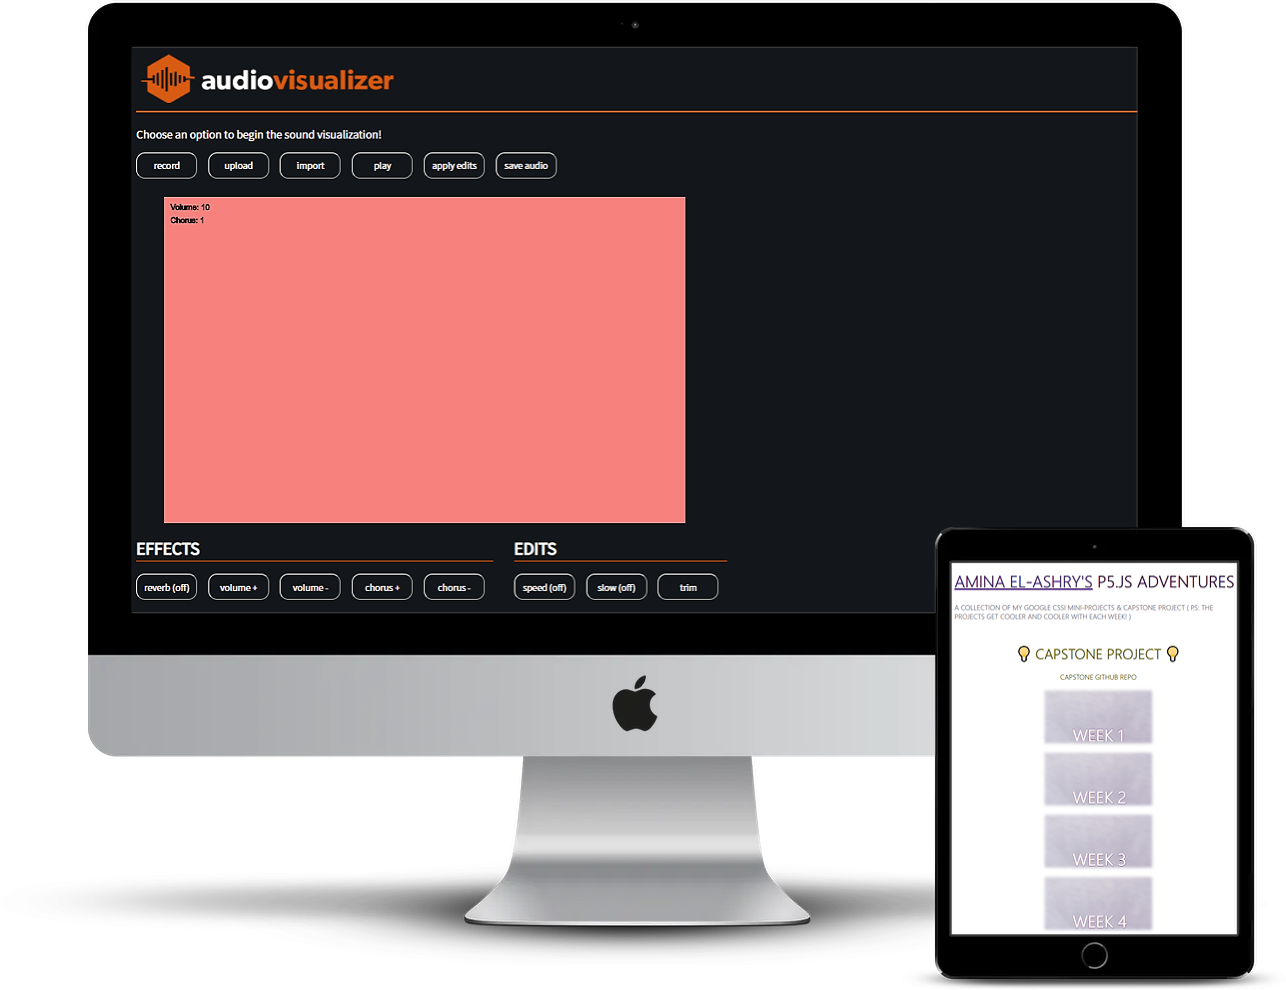 audiovisualizer
Choose an option to begin the sound visualization!
record upload import play apply edits save audio
Volume: 10
Chorus: 1
EFFECTS EDITS
reverb (off) volume + volume - chorus + chorus - speed (off) slow (off) trim
AMINA EL-ASHRY'S P5.JS ADVENTURES
A COLLECTION OF MY GOOGLE CSSI MINI-PROJECTS & CAPSTONE PROJECT ( PS: THE
PROJECTS GET COOLER AND COOLER WITH EACH WEEK! )
💡 CAPSTONE PROJECT 💡
CAPSTONE GITHUB REPO
WEEK 1
WEEK 2
WEEK 3
WEEK 4